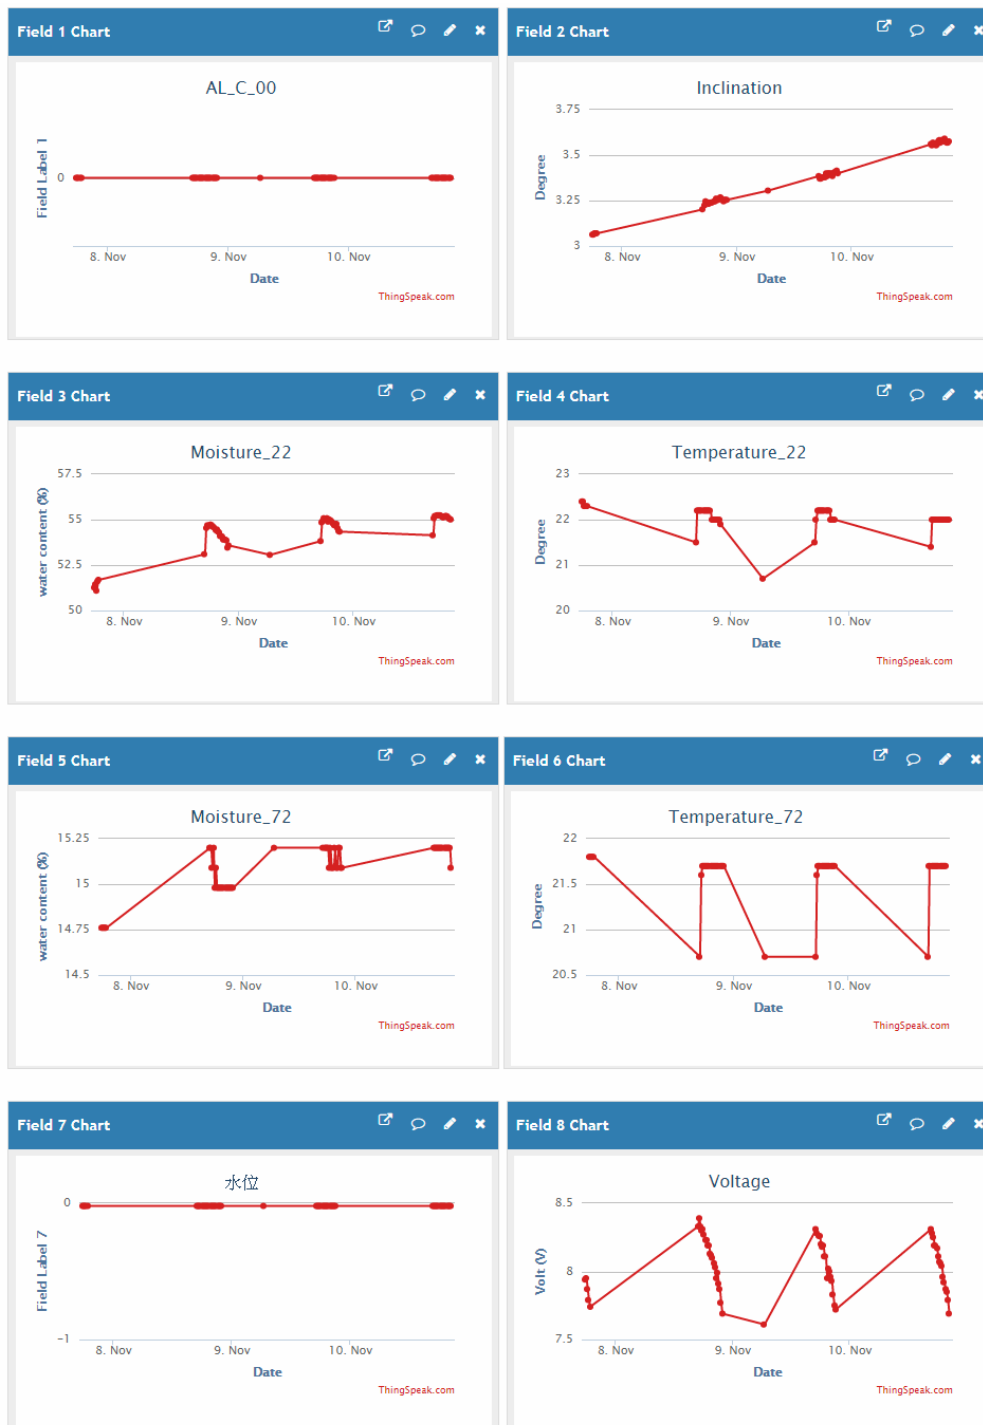 Field 1 Chart
AL_C_00
Field Label 1
0
8. Nov 9. Nov 10. Nov
Date
ThingSpeak.com
Field 2 Chart
Inclination
Degree
3.75
3.5
3.25
3
8. Nov 9. Nov 10. Nov
Date
ThingSpeak.com
Field 3 Chart
Moisture_22
water content (%)
57.5
55
52.5
50
8. Nov 9. Nov 10. Nov
Date
ThingSpeak.com
Field 4 Chart
Temperature_22
Degree
23
22
21
20
8. Nov 9. Nov 10. Nov
Date
ThingSpeak.com
Field 5 Chart
Moisture_72
water content (%)
15.25
15
14.75
14.5
8. Nov 9. Nov 10. Nov
Date
ThingSpeak.com
Field 6 Chart
Temperature_72
Degree
22
21.5
21
20.5
8. Nov 9. Nov 10. Nov
Date
ThingSpeak.com
Field 7 Chart
水位
Field Label 7
0
-1
8. Nov 9. Nov 10. Nov
Date
ThingSpeak.com
Field 8 Chart
Voltage
Volt (V)
8.5
8
7.5
8. Nov 9. Nov 10. Nov
Date
ThingSpeak.com